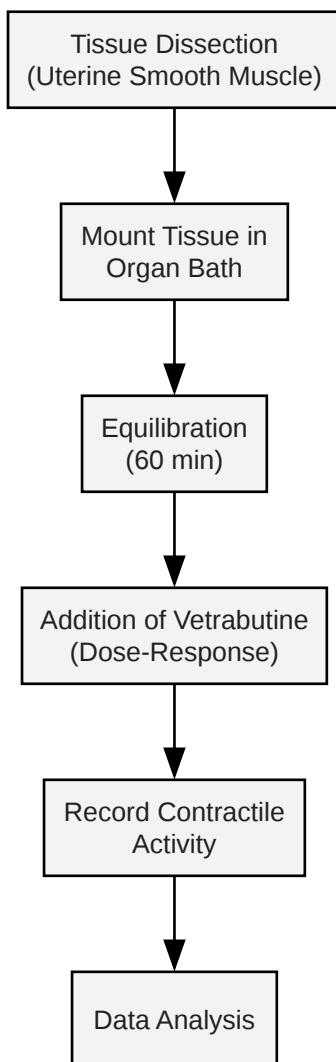 Tissue Dissection
(Uterine Smooth Muscle)
Mount Tissue in
Organ Bath
Equilibration
(60 min)
Addition of Vetrabutine
(Dose-Response)
Record Contractile
Activity
Data Analysis